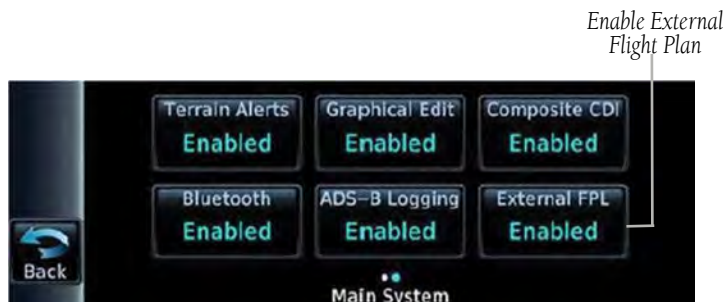 Enable External
Flight Plan
Terrain Alerts
Enabled
Graphical Edit
Enabled
Composite CDI
Enabled
Bluetooth
Enabled
ADS-B Logging
Enabled
External FPL
Enabled
Back
Main System